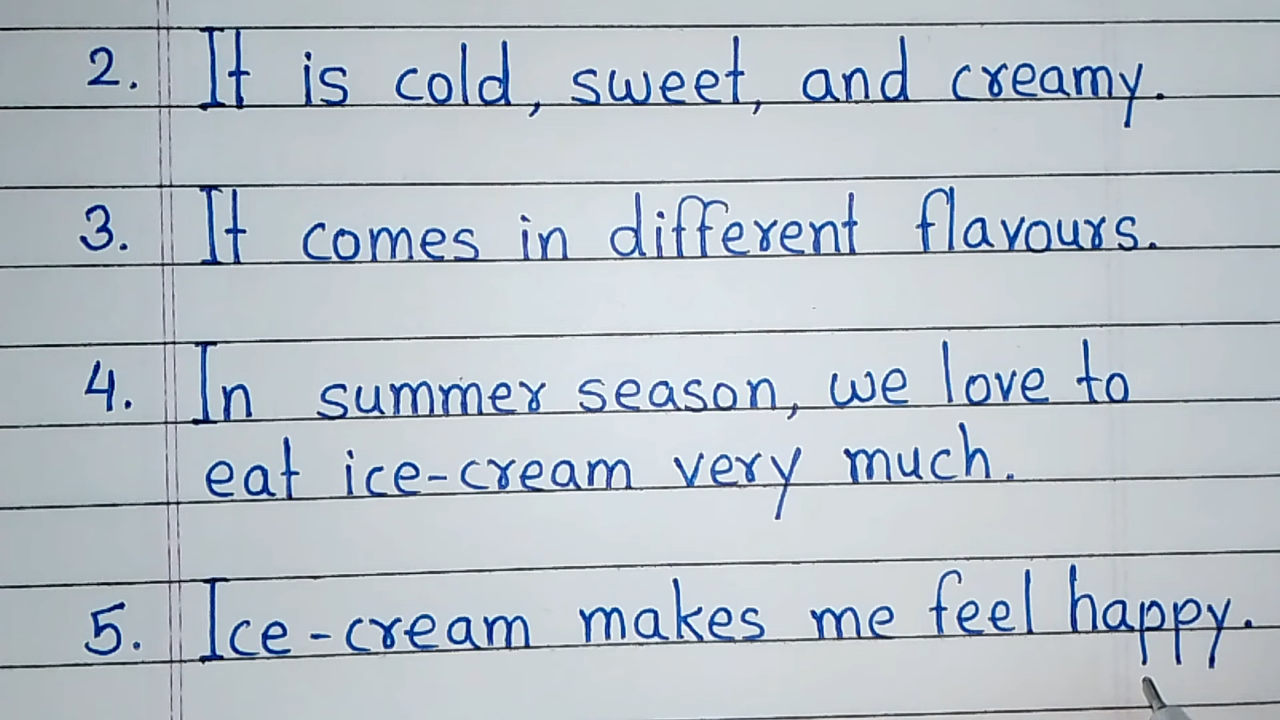 2. It is cold, sweet, and creamy.
3. It comes in different flavours.
4. In summer season, we love to
eat ice-cream very much.
5. Ice-cream makes me feel happy.